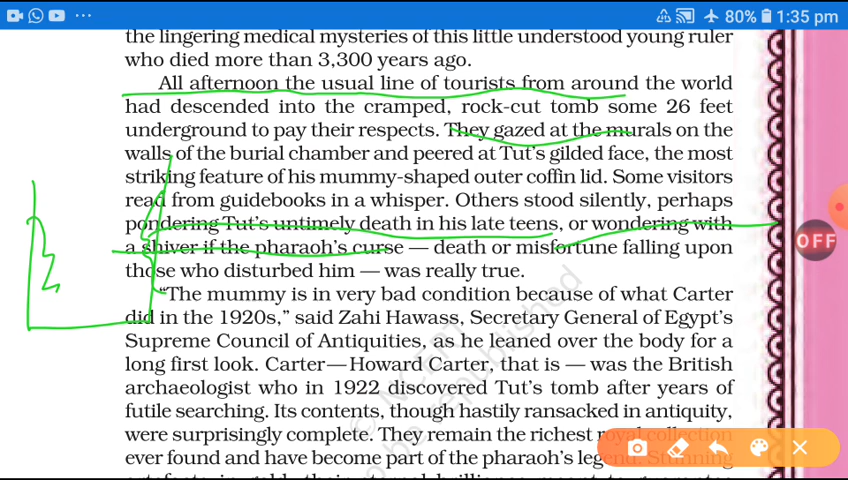 80% 1:35 pm
the lingering medical mysteries of this little understood young ruler
who died more than 3,300 years ago.
All afternoon the usual line of tourists from around the world
had descended into the cramped, rock-cut tomb some 26 feet
underground to pay their respects. They gazed at the murals on the
walls of the burial chamber and peered at Tut's gilded face, the most
striking feature of his mummy-shaped outer coffin lid. Some visitors
read from guidebooks in a whisper. Others stood silently, perhaps
pondering Tut's untimely death in his late teens, or wondering with
a shiver if the pharaoh's curse — death or misfortune falling upon
those who disturbed him — was really true.
OFF
“The mummy is in very bad condition because of what Carter
did in the 1920s,” said Zahi Hawass, Secretary General of Egypt's
Supreme Council of Antiquities, as he leaned over the body for a
long first look. Carter—Howard Carter, that is — was the British
archaeologist who in 1922 discovered Tut's tomb after years of
futile searching. Its contents, though hastily ransacked in antiquity,
were surprisingly complete. They remain the richest royal collection
ever found and have become part of the pharaoh's legend. Stunning